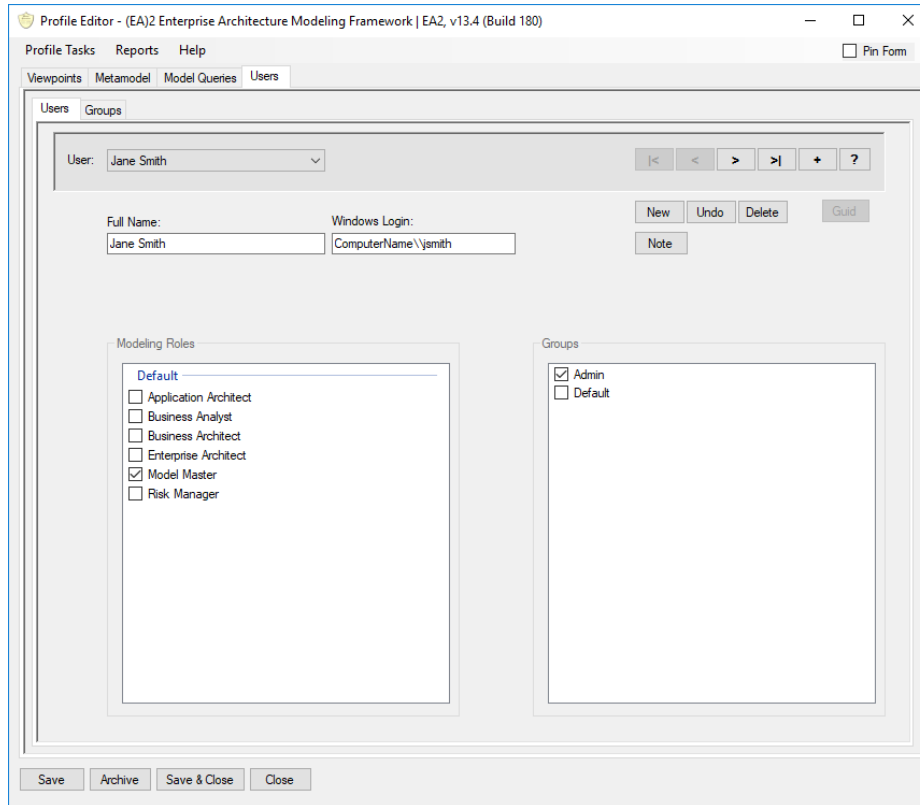 Profile Editor - (EA)2 Enterprise Architecture Modeling Framework | EA2, v13.4 (Build 180)
Profile Tasks Reports Help Pin Form
Viewpoints Metamodel Model Queries Users
Users Groups
User: Jane Smith |< < > >| + ?
New Undo Delete Guid
Full Name: Windows Login:
Jane Smith ComputerName\\jsmith Note
Modeling Roles Groups
Default Admin
Application Architect Default
Business Analyst
Business Architect
Enterprise Architect
Model Master
Risk Manager
Save Archive Save & Close Close